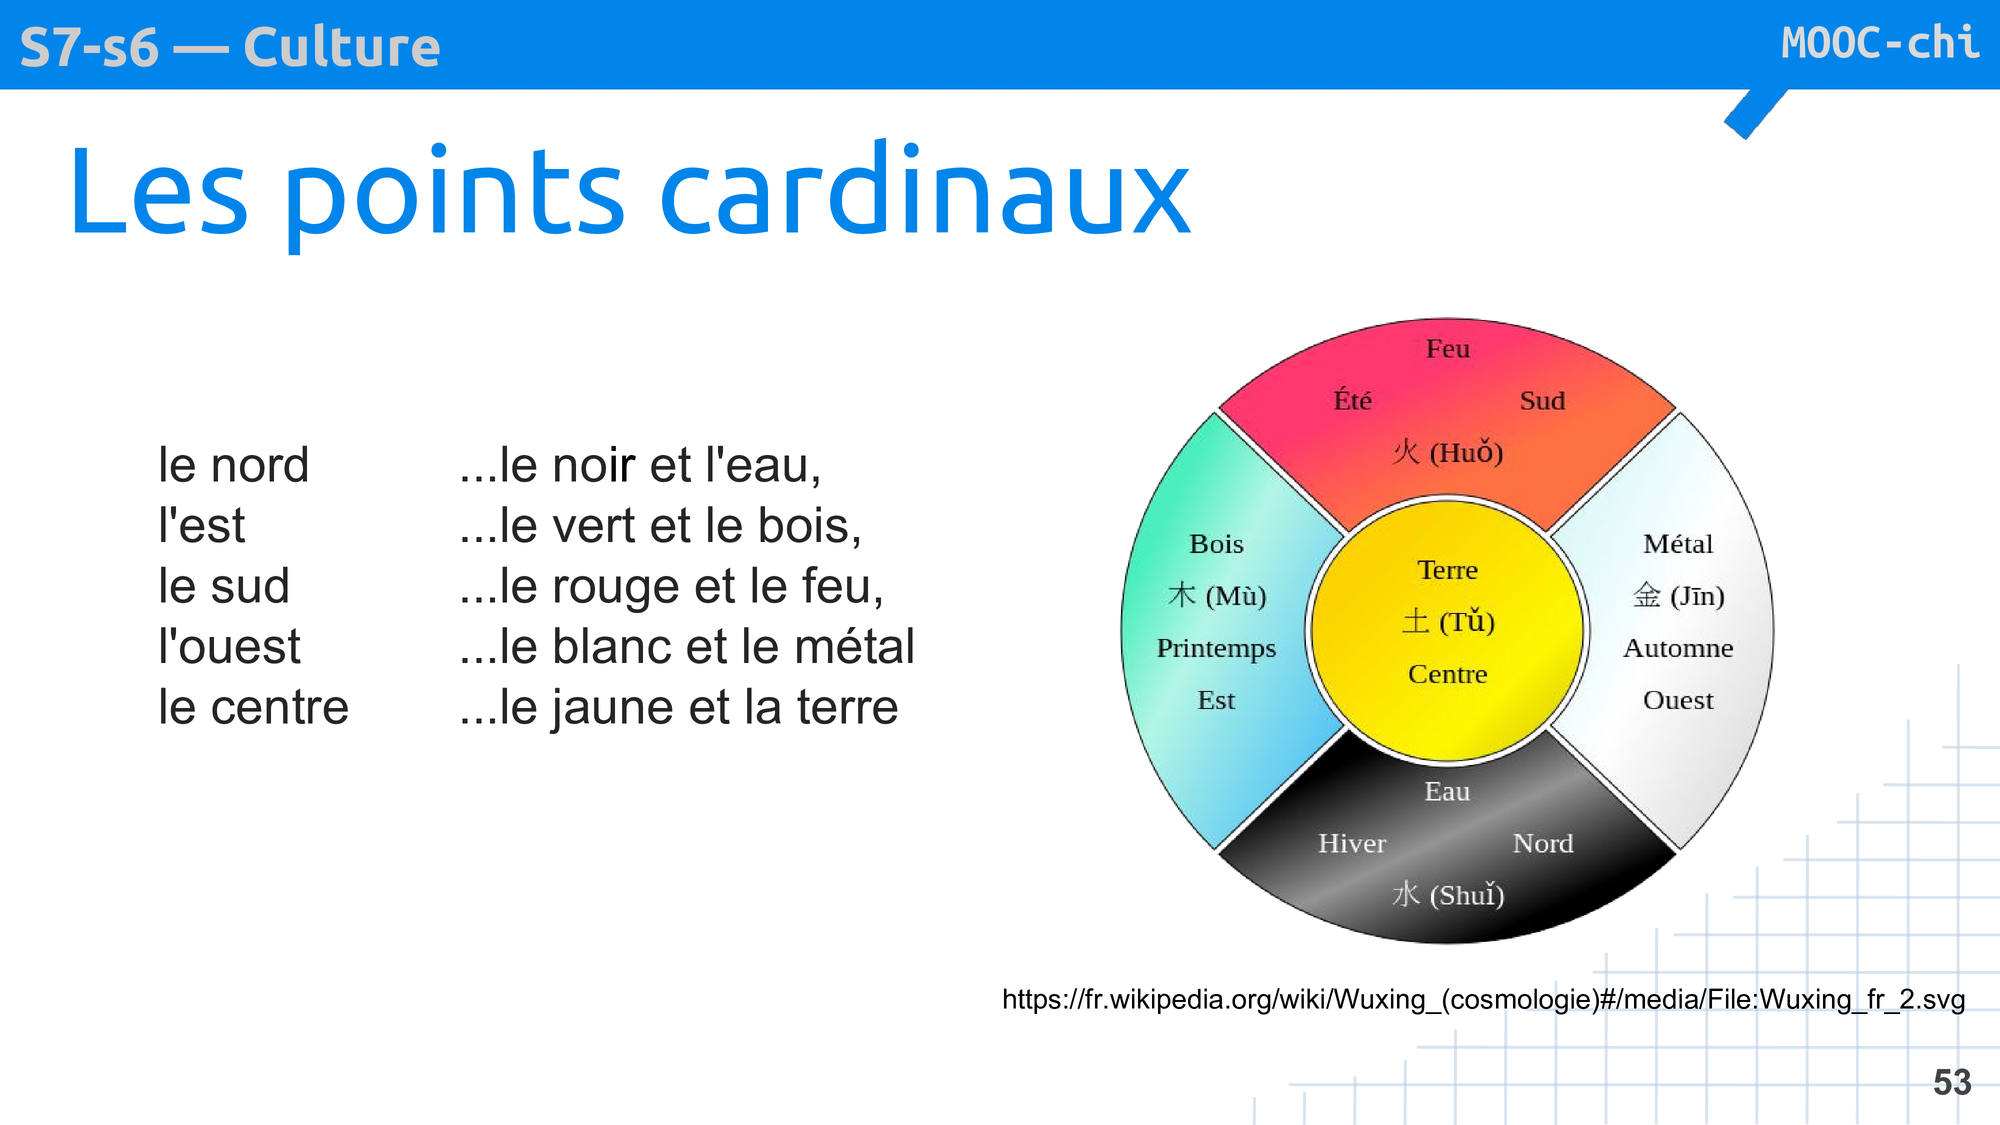 S7-s6 — Culture
MOOC-chi
Les points cardinaux
le nord ...le noir et l'eau,
l'est ...le vert et le bois,
le sud ...le rouge et le feu,
l'ouest ...le blanc et le métal
le centre ...le jaune et la terre
Feu
Été Sud
火 (Huǒ)
Bois
木 (Mù)
Printemps
Est
Terre
土 (Tǔ)
Centre
Métal
金 (Jīn)
Automne
Ouest
Eau
Hiver Nord
水 (Shuǐ)
https://fr.wikipedia.org/wiki/Wuxing_(cosmologie)#/media/File:Wuxing_fr_2.svg
53